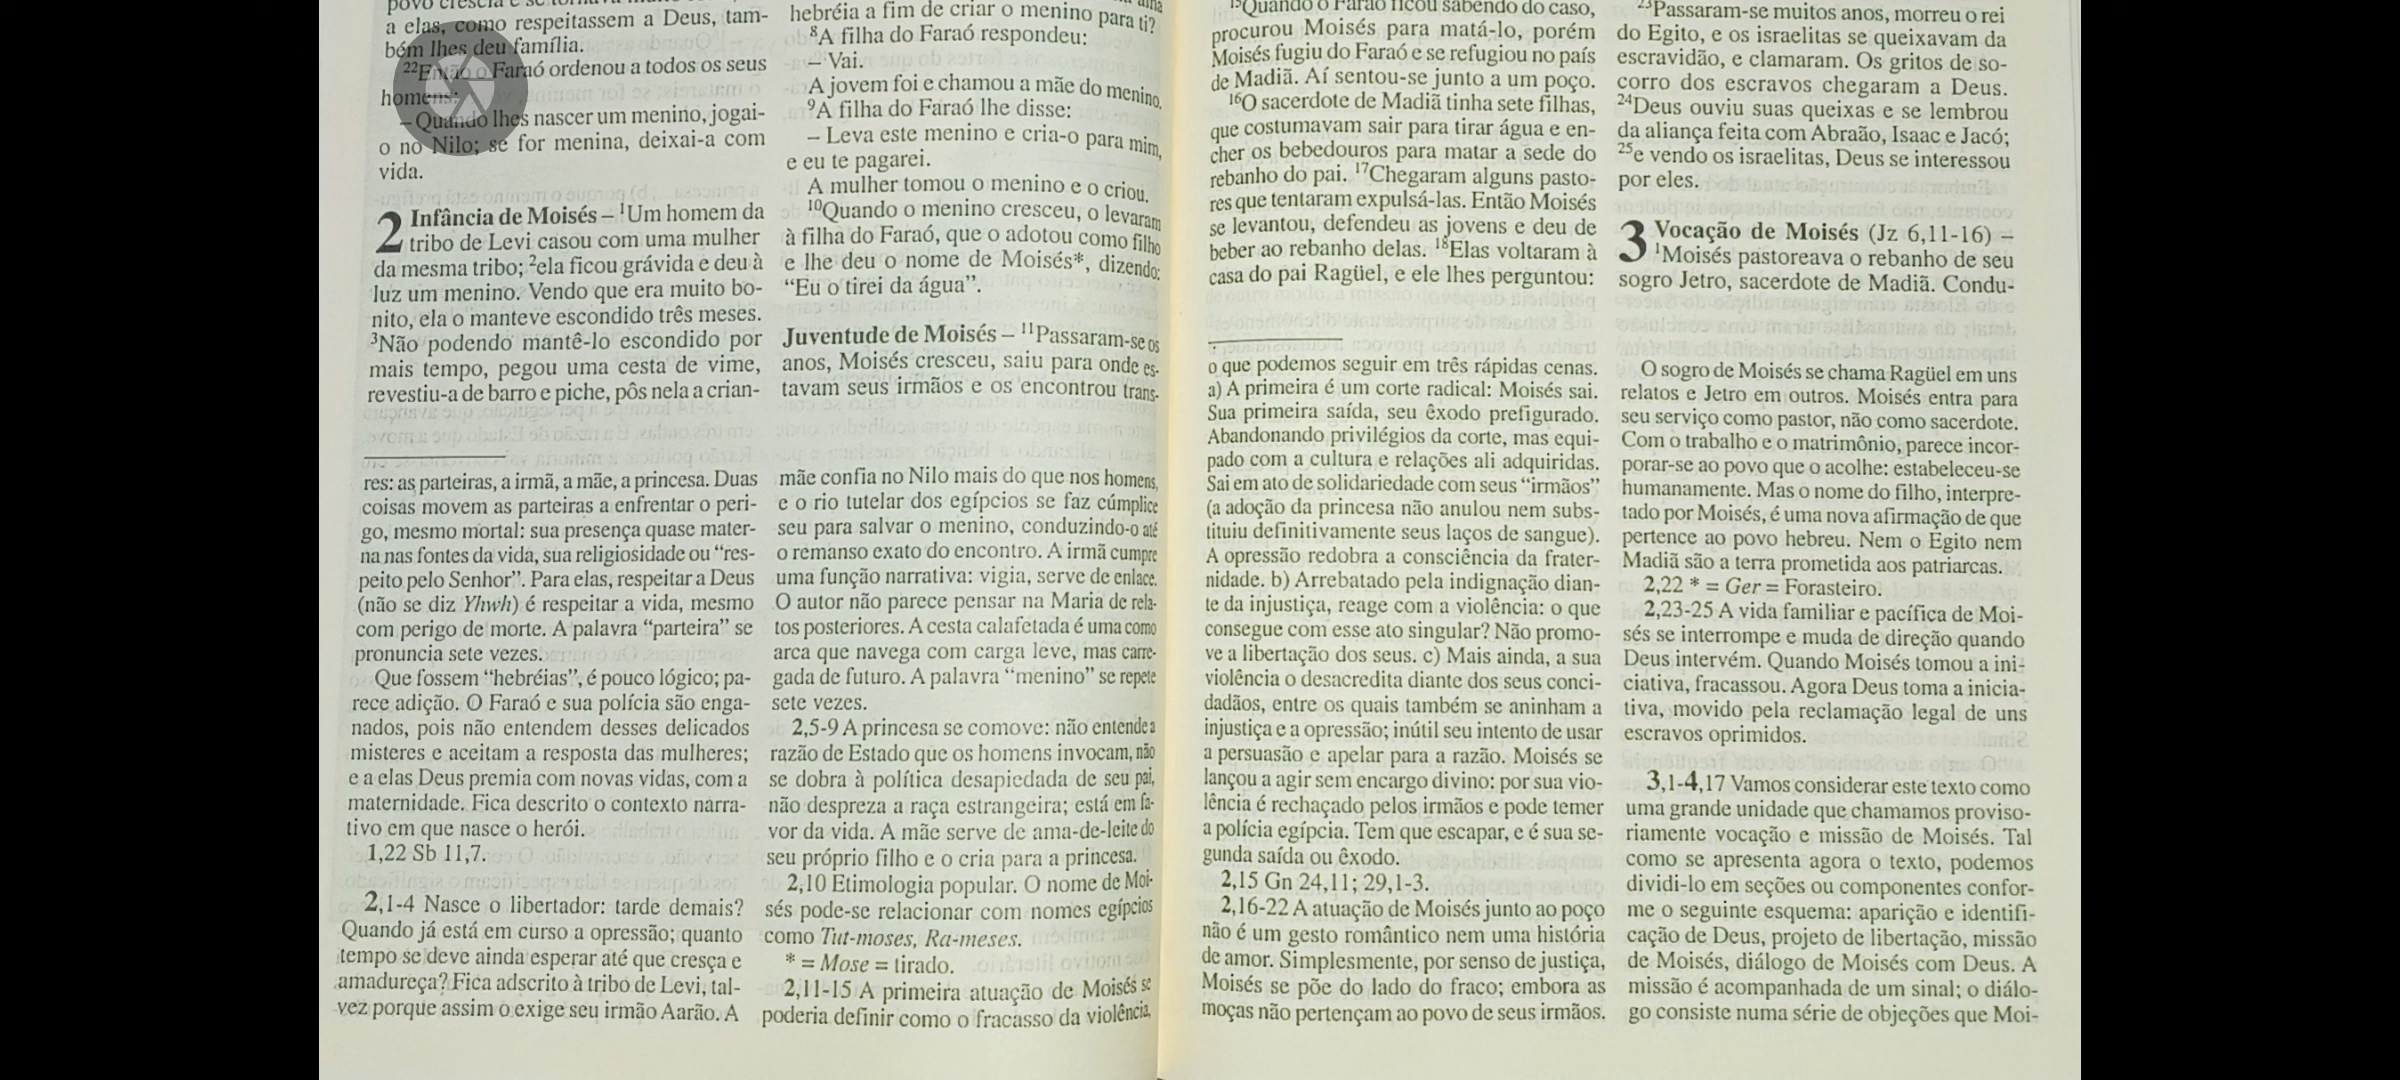 a elas, como respeitassem a Deus, tam-
bém lhes deu família.
²²Então o Faraó ordenou a todos os seus
homens:
– Quando lhes nascer um menino, jogai-
o no Nilo; se for menina, deixai-a com
vida.
2 Infância de Moisés – ¹Um homem da
tribo de Levi casou com uma mulher
da mesma tribo; ²ela ficou grávida e deu à
luz um menino. Vendo que era muito bo-
nito, ela o manteve escondido três meses.
³Não podendo mantê-lo escondido por
mais tempo, pegou uma cesta de vime,
revestiu-a de barro e piche, pôs nela a crian-
res: as parteiras, a irmã, a mãe, a princesa. Duas
coisas movem as parteiras a enfrentar o peri-
go, mesmo mortal: sua presença quase mater-
na nas fontes da vida, sua religiosidade ou “res-
peito pelo Senhor”. Para elas, respeitar a Deus
(não se diz Yhwh) é respeitar a vida, mesmo
com perigo de morte. A palavra “parteira” se
pronuncia sete vezes.
Que fossem “hebréias”, é pouco lógico; pa-
rece adição. O Faraó e sua polícia são enga-
nados, pois não entendem desses delicados
misteres e aceitam a resposta das mulheres;
e a elas Deus premia com novas vidas, com a
maternidade. Fica descrito o contexto narra-
tivo em que nasce o herói.
1,22 Sb 11,7.
2,1-4 Nasce o libertador: tarde demais?
Quando já está em curso a opressão; quanto
tempo se deve ainda esperar até que cresça e
amadureça? Fica adscrito à tribo de Levi, tal-
vez porque assim o exige seu irmão Aarão. A
hebréia a fim de criar o menino para ti?
⁸A filha do Faraó respondeu:
– Vai.
A jovem foi e chamou a mãe do menino.
⁹A filha do Faraó lhe disse:
– Leva este menino e cria-o para mim,
e eu te pagarei.
A mulher tomou o menino e o criou.
¹⁰Quando o menino cresceu, o levaram
à filha do Faraó, que o adotou como filho
e lhe deu o nome de Moisés*, dizendo:
“Eu o tirei da água”.
Juventude de Moisés – ¹¹Passaram-se os
anos, Moisés cresceu, saiu para onde es-
tavam seus irmãos e os encontrou trans-
mãe confia no Nilo mais do que nos homens,
e o rio tutelar dos egípcios se faz cúmplice
seu para salvar o menino, conduzindo-o até
o remanso exato do encontro. A irmã cumpre
uma função narrativa: vigia, serve de enlace.
O autor não parece pensar na Maria de rela-
tos posteriores. A cesta calafetada é uma como
arca que navega com carga leve, mas carre-
gada de futuro. A palavra “menino” se repete
sete vezes.
2,5-9 A princesa se comove: não entende a
razão de Estado que os homens invocam, não
se dobra à política desapiedada de seu pai,
não despreza a raça estrangeira; está em fa-
vor da vida. A mãe serve de ama-de-leite do
seu próprio filho e o cria para a princesa.
2,10 Etimologia popular. O nome de Moi-
sés pode-se relacionar com nomes egípcios
como Tut-moses, Ra-meses.
* = Mose = tirado.
2,11-15 A primeira atuação de Moisés se
poderia definir como o fracasso da violência,
¹⁵Quando o Faraó ficou sabendo do caso,
procurou Moisés para matá-lo, porém
Moisés fugiu do Faraó e se refugiou no país
de Madiã. Aí sentou-se junto a um poço.
¹⁶O sacerdote de Madiã tinha sete filhas,
que costumavam sair para tirar água e en-
cher os bebedouros para matar a sede do
rebanho do pai. ¹⁷Chegaram alguns pasto-
res que tentaram expulsá-las. Então Moisés
se levantou, defendeu as jovens e deu de
beber ao rebanho delas. ¹⁸Elas voltaram à
casa do pai Ragüel, e ele lhes perguntou:
o que podemos seguir em três rápidas cenas.
a) A primeira é um corte radical: Moisés sai.
Sua primeira saída, seu êxodo prefigurado.
Abandonando privilégios da corte, mas equi-
pado com a cultura e relações ali adquiridas.
Sai em ato de solidariedade com seus “irmãos”
(a adoção da princesa não anulou nem subs-
tituiu definitivamente seus laços de sangue).
A opressão redobra a consciência da frater-
nidade. b) Arrebatado pela indignação dian-
te da injustiça, reage com a violência: o que
consegue com esse ato singular? Não promo-
ve a libertação dos seus. c) Mais ainda, a sua
violência o desacredita diante dos seus conci-
dadãos, entre os quais também se aninham a
injustiça e a opressão; inútil seu intento de usar
a persuasão e apelar para a razão. Moisés se
lançou a agir sem encargo divino: por sua vio-
lência é rechaçado pelos irmãos e pode temer
a polícia egípcia. Tem que escapar, e é sua se-
gunda saída ou êxodo.
2,15 Gn 24,11; 29,1-3.
2,16-22 A atuação de Moisés junto ao poço
não é um gesto romântico nem uma história
de amor. Simplesmente, por senso de justiça,
Moisés se põe do lado do fraco; embora as
moças não pertençam ao povo de seus irmãos.
²³Passaram-se muitos anos, morreu o rei
do Egito, e os israelitas se queixavam da
escravidão, e clamaram. Os gritos de so-
corro dos escravos chegaram a Deus.
²⁴Deus ouviu suas queixas e se lembrou
da aliança feita com Abraão, Isaac e Jacó;
²⁵e vendo os israelitas, Deus se interessou
por eles.
3 Vocação de Moisés (Jz 6,11-16) –
¹Moisés pastoreava o rebanho de seu
sogro Jetro, sacerdote de Madiã. Condu-
O sogro de Moisés se chama Ragüel em uns
relatos e Jetro em outros. Moisés entra para
seu serviço como pastor, não como sacerdote.
Com o trabalho e o matrimônio, parece incor-
porar-se ao povo que o acolhe: estabeleceu-se
humanamente. Mas o nome do filho, interpre-
tado por Moisés, é uma nova afirmação de que
pertence ao povo hebreu. Nem o Egito nem
Madiã são a terra prometida aos patriarcas.
2,22 * = Ger = Forasteiro.
2,23-25 A vida familiar e pacífica de Moi-
sés se interrompe e muda de direção quando
Deus intervém. Quando Moisés tomou a ini-
ciativa, fracassou. Agora Deus toma a inicia-
tiva, movido pela reclamação legal de uns
escravos oprimidos.
3,1-4,17 Vamos considerar este texto como
uma grande unidade que chamamos proviso-
riamente vocação e missão de Moisés. Tal
como se apresenta agora o texto, podemos
dividi-lo em seções ou componentes confor-
me o seguinte esquema: aparição e identifi-
cação de Deus, projeto de libertação, missão
de Moisés, diálogo de Moisés com Deus. A
missão é acompanhada de um sinal; o diálo-
go consiste numa série de objeções que Moi-